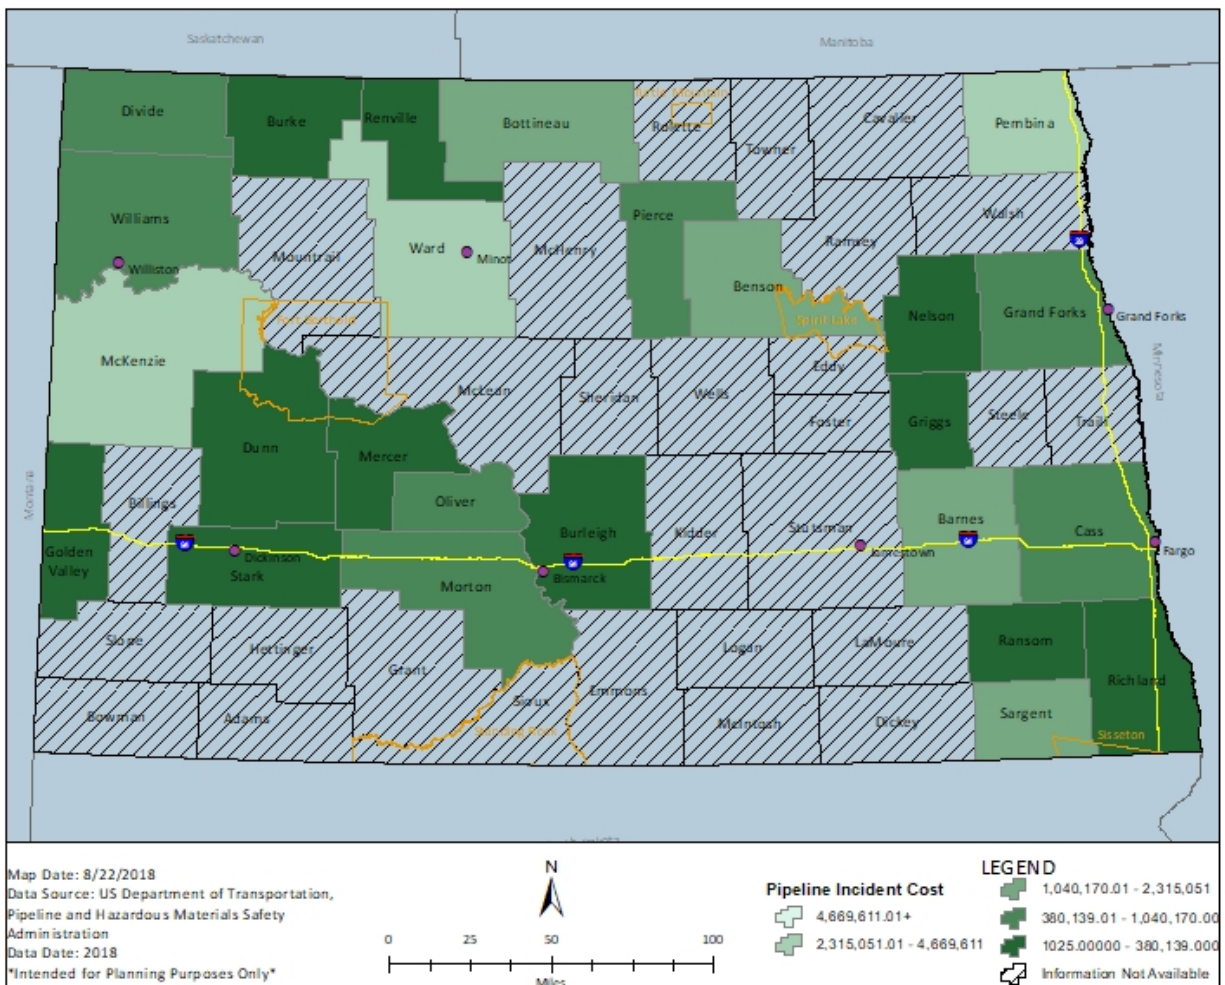 Saskatchewan
Manitoba
Divide
Burke
Renville
Bottineau
Turtle Mountain
Rolette
Towner
Cavalier
Pembina
Williams
Williston
Mountrail
Ward
Minot
McHenry
Pierce
Benson
Ramsey
Walsh
Nelson
Grand Forks
Grand Forks
Spirit Lake
Fort Berthold
McKenzie
Minnesota
McLean
Sheridan
Wells
Eddy
Foster
Griggs
Steele
Traill
Dunn
Mercer
Oliver
Montana
Billings
Golden
Valley
Dickinson
Stark
Morton
Burleigh
Bismarck
Kidder
Stutsman
Jamestown
Barnes
Cass
Fargo
Slope
Hettinger
Grant
Sioux
Emmons
Logan
LaMoure
Ransom
Richland
Bowman
Adams
Standing Rock
McIntosh
Dickey
Sargent
Sisseton
Map Date: 8/22/2018
Data Source: US Department of Transportation,
Pipeline and Hazardous Materials Safety
Administration
Data Date: 2018
*Intended for Planning Purposes Only*
N
0 25 50 100
Miles
LEGEND
Pipeline Incident Cost
4,669,611.01+
2,315,051.01 - 4,669,611
1,040,170.01 - 2,315,051
380,139.01 - 1,040,170.00
1025.00000 - 380,139.000
Information Not Available